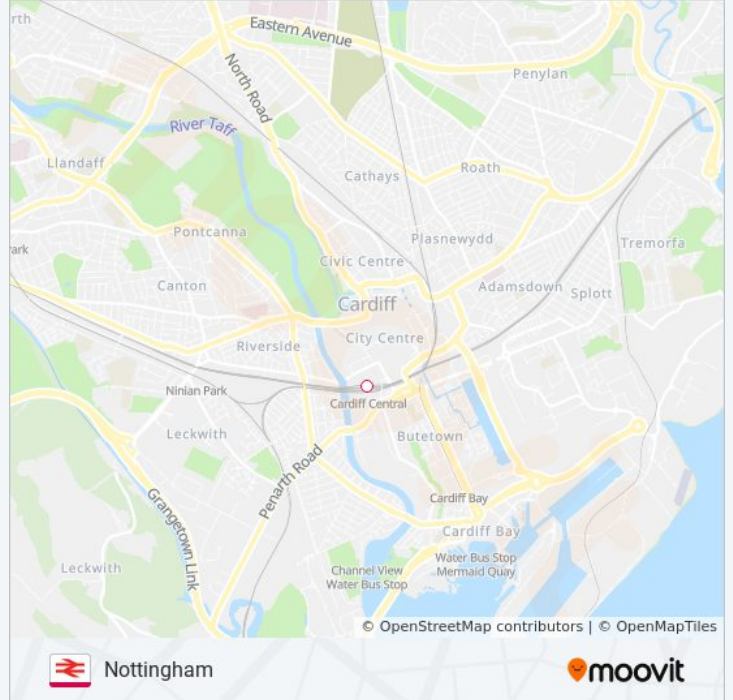 rth
Eastern Avenue
Penylan
North Road
River Taff
Llandaff
Cathays
Roath
Pontcanna
Plasnewydd
Tremorfa
ark
Civic Centre
Canton
Adamsdown
Splott
Cardiff
City Centre
Riverside
Ninian Park
Cardiff Central
Leckwith
Butetown
Penarth Road
Grangetown Link
Cardiff Bay
Cardiff Bay
Water Bus Stop
Mermaid Quay
Leckwith
Channel View
Water Bus Stop
© OpenStreetMap contributors | © OpenMapTiles
Nottingham
moovit